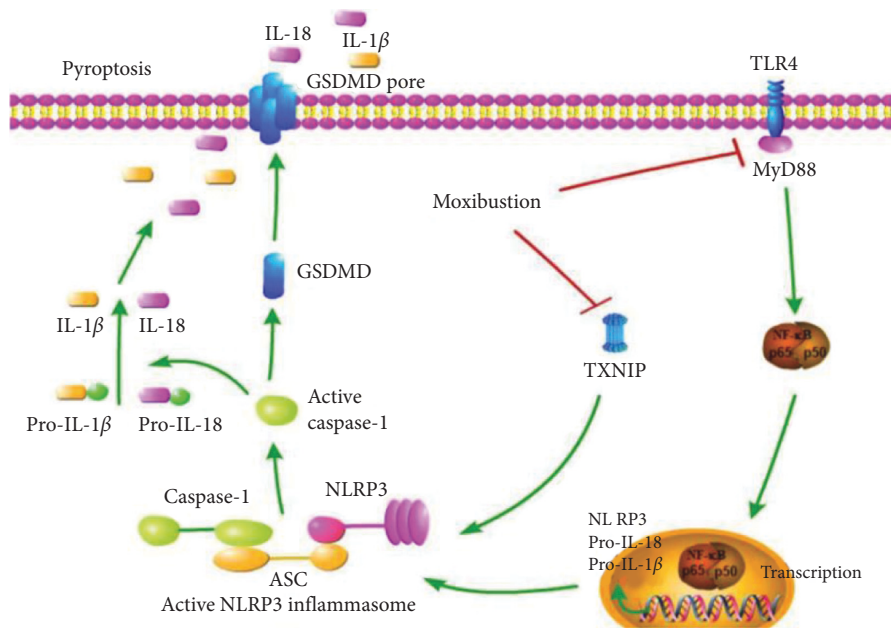 IL-18
IL-1β
Pyroptosis
GSDMD pore
TLR4
MyD88
Moxibustion
GSDMD
IL-1β
IL-18
NF-κB
p65 p50
TXNIP
Pro-IL-1β
Pro-IL-18
Active
caspase-1
Caspase-1
NLRP3
NL RP3
Pro-IL-18
Pro-IL-1β
NF-κB
p65 p50
Transcription
ASC
Active NLRP3 inflammasome